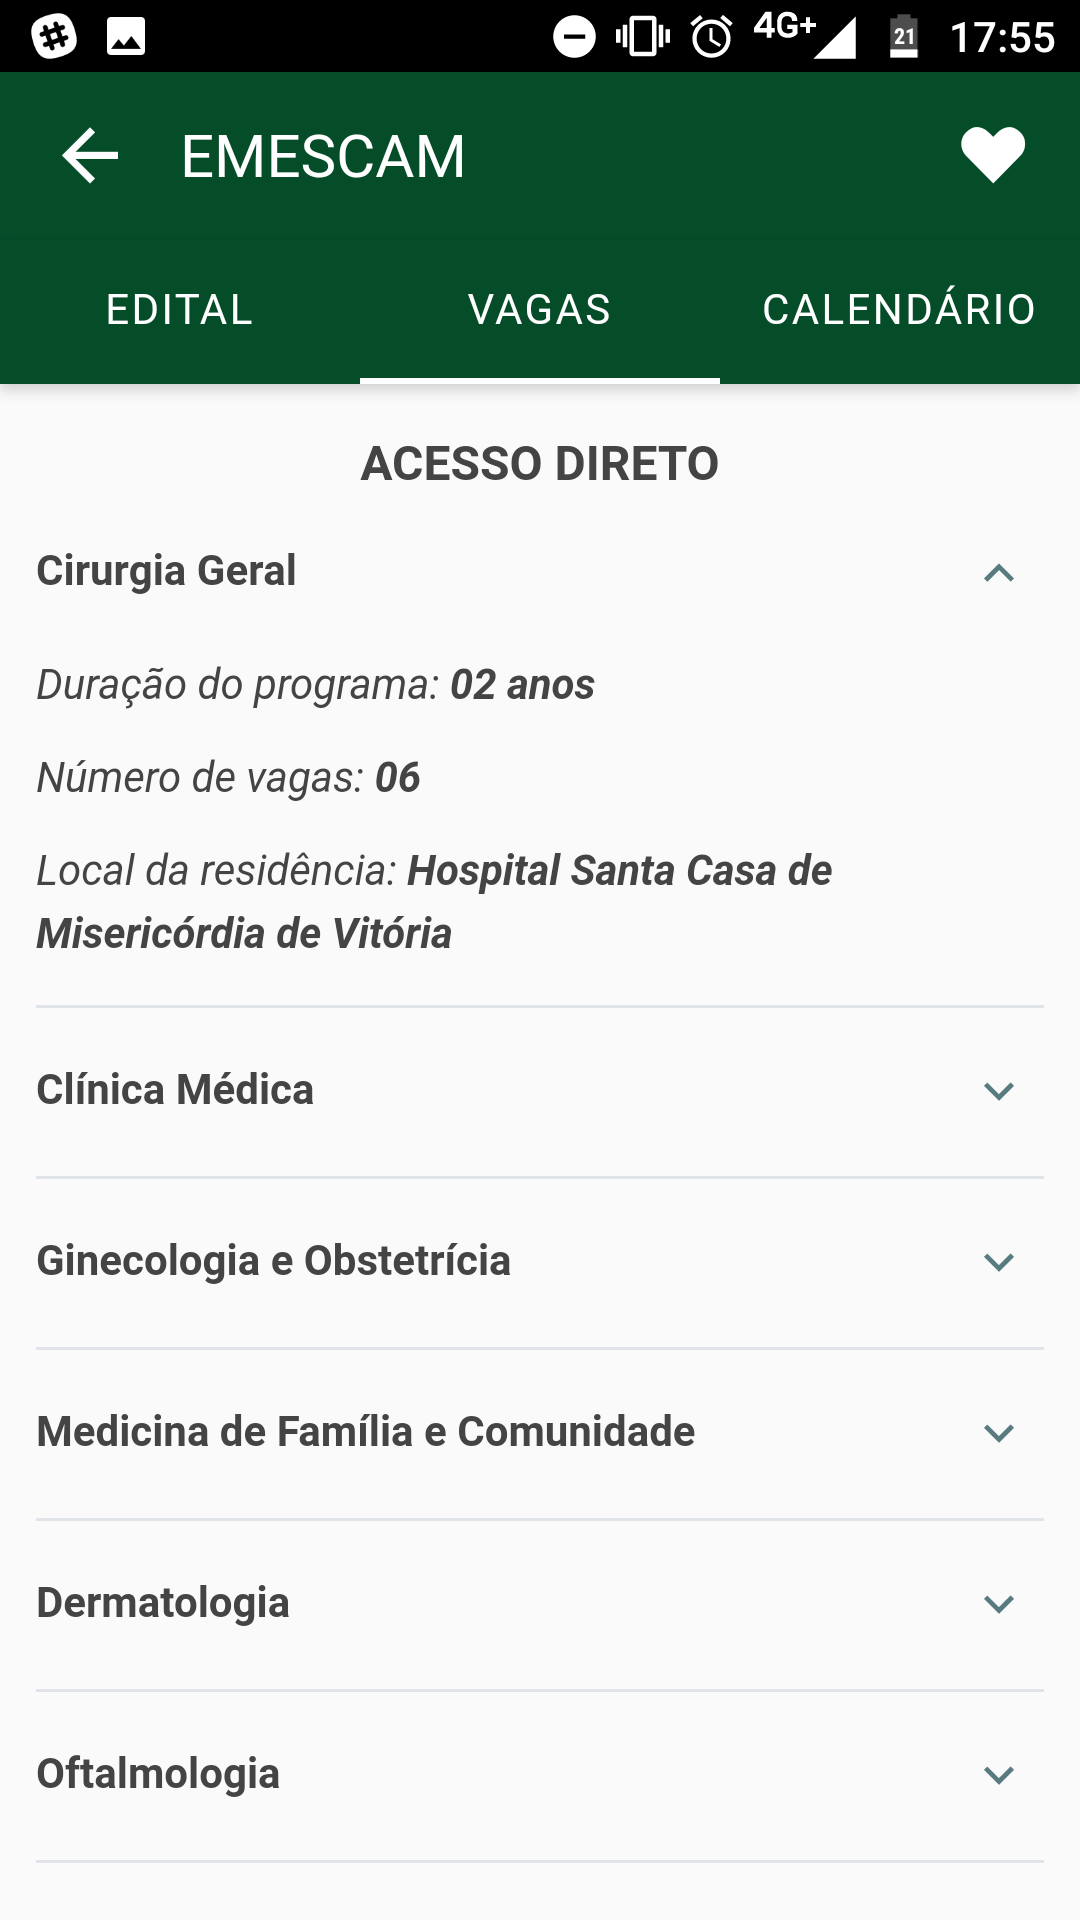 4G+ 21 17:55
EMESCAM
EDITAL VAGAS CALENDÁRIO
ACESSO DIRETO
Cirurgia Geral
Duração do programa: 02 anos
Número de vagas: 06
Local da residência: Hospital Santa Casa de
Misericórdia de Vitória
Clínica Médica
Ginecologia e Obstetrícia
Medicina de Família e Comunidade
Dermatologia
Oftalmologia